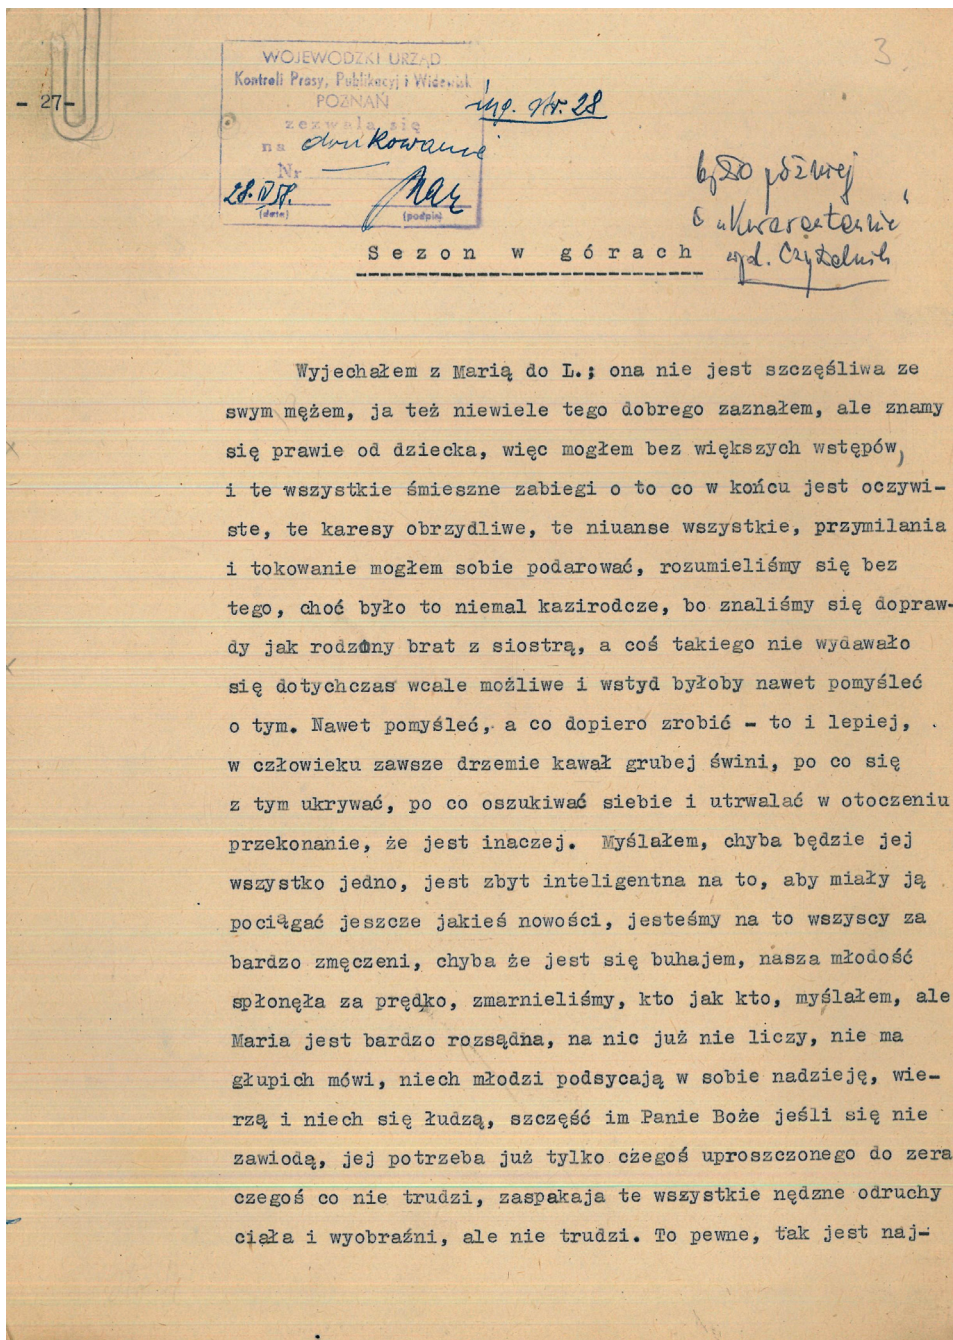 3
- 27 -
WOJEWÓDZKI URZĄD
Kontroli Prasy, Publikacyj i Widowisk
POZNAŃ
zezwala się
na drukowanie
Nr
28.IV 58.
(data) (podpis)
str. 28
było później
w „Kwarantannie”
wyd. Czytelnik
Sezon w górach
Wyjechałem z Marią do L.; ona nie jest szczęśliwa ze
swym mężem, ja też niewiele tego dobrego zaznałem, ale znamy
się prawie od dziecka, więc mogłem bez większych wstępów,
i te wszystkie śmieszne zabiegi o to co w końcu jest oczywi-
ste, te karesy obrzydliwe, te niuanse wszystkie, przymilania
i tokowanie mogłem sobie podarować, rozumieliśmy się bez
tego, choć było to niemal kazirodcze, bo znaliśmy się dopraw-
dy jak rodzony brat z siostrą, a coś takiego nie wydawało
się dotychczas wcale możliwe i wstyd byłoby nawet pomyśleć
o tym. Nawet pomyśleć, a co dopiero zrobić - to i lepiej,
w człowieku zawsze drzemie kawał grubej świni, po co się
z tym ukrywać, po co oszukiwać siebie i utrwalać w otoczeniu
przekonanie, że jest inaczej. Myślałem, chyba będzie jej
wszystko jedno, jest zbyt inteligentna na to, aby miały ją
pociągać jeszcze jakieś nowości, jesteśmy na to wszyscy za
bardzo zmęczeni, chyba że jest się buhajem, nasza młodość
spłonęła za prędko, zmarnieliśmy, kto jak kto, myślałem, ale
Maria jest bardzo rozsądna, na nic już nie liczy, nie ma
głupich mówi, niech młodzi podsycają w sobie nadzieję, wie-
rzą i niech się łudzą, szczęść im Panie Boże jeśli się nie
zawiodą, jej potrzeba już tylko czegoś uproszczonego do zera
czegoś co nie trudzi, zaspakaja te wszystkie nędzne odruchy
ciała i wyobraźni, ale nie trudzi. To pewne, tak jest naj-